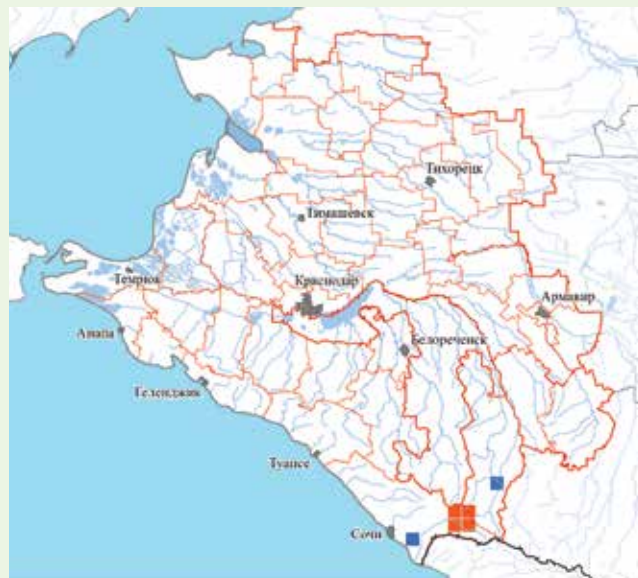 Тихорецк
Тимашевск
Темрюк
Краснодар
Армавир
Анапа
Белореченск
Геленджик
Туапсе
Сочи